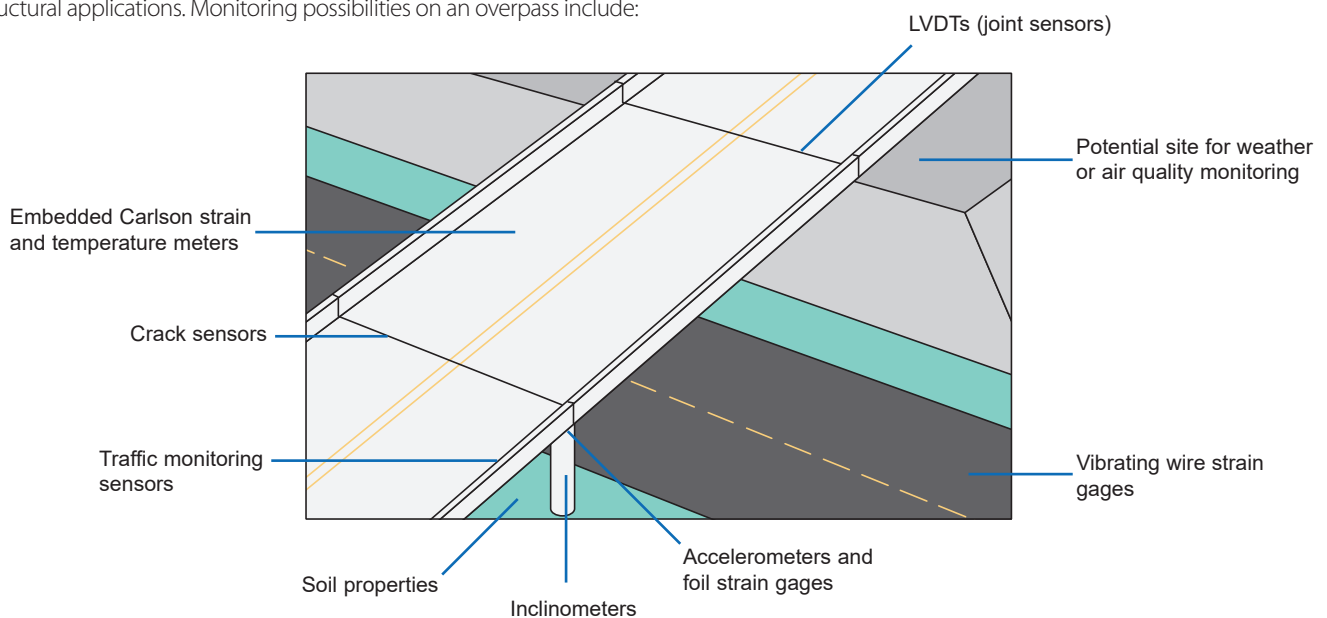 uctural applications. Monitoring possibilities on an overpass include:
LVDTs (joint sensors)
Potential site for weather
or air quality monitoring
Embedded Carlson strain
and temperature meters
Crack sensors
Traffic monitoring
sensors
Vibrating wire strain
gages
Accelerometers and
foil strain gages
Soil properties
Inclinometers